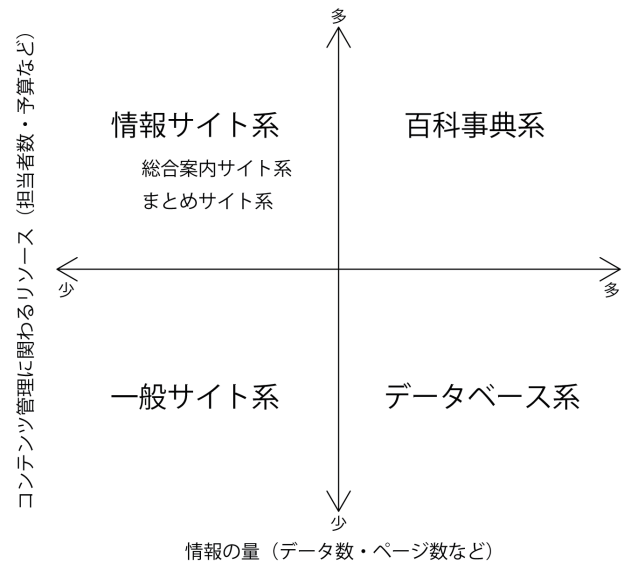 多
コンテンツ管理に関わるリソース（担当者数・予算など）
情報サイト系
総合案内サイト系
まとめサイト系
百科事典系
少
多
一般サイト系
データベース系
少
情報の量（データ数・ページ数など）